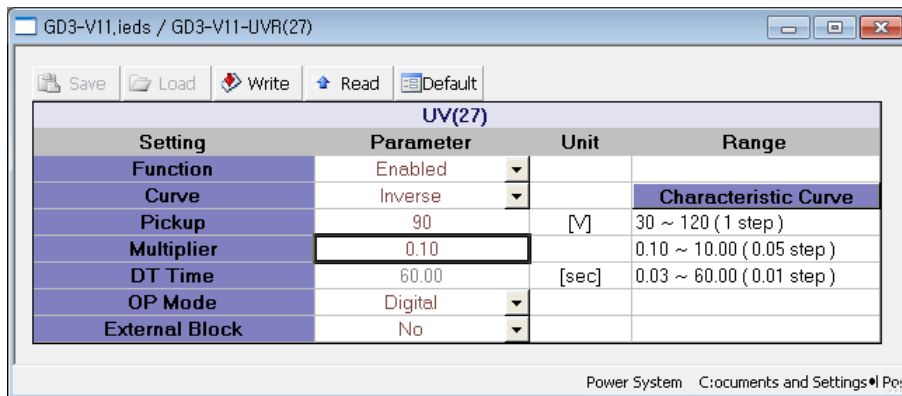 GD3-V11.ieds / GD3-V11-UVR(27)
Save Load Write Read Default
UV(27)
Setting Parameter Unit Range
Function Enabled
Curve Inverse Characteristic Curve
Pickup 90 [V] 30 ~ 120 ( 1 step )
Multiplier 0.10 0.10 ~ 10.00 ( 0.05 step )
DT Time 60.00 [sec] 0.03 ~ 60.00 ( 0.01 step )
OP Mode Digital
External Block No
Power System C:ocuments and Settings